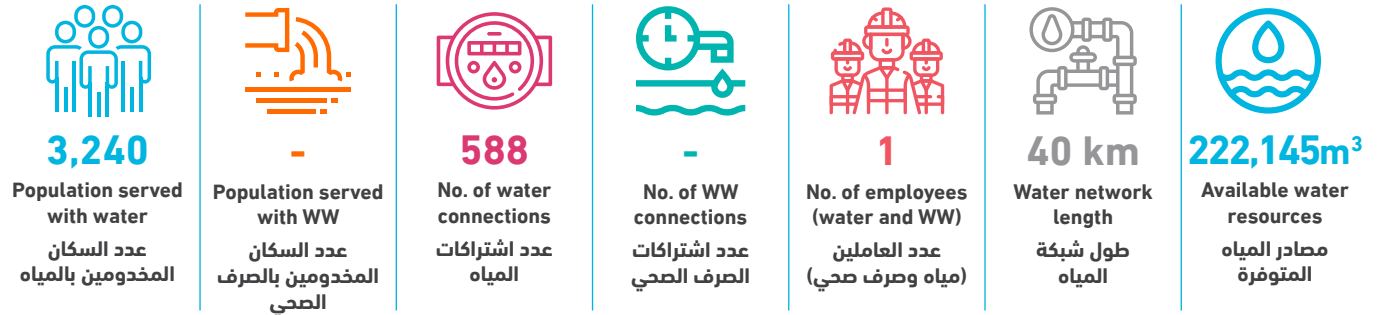 3,240
Population served
with water
عدد السكان
المخدومين بالمياه
-
Population served
with WW
عدد السكان
المخدومين بالصرف
الصحي
588
No. of water
connections
عدد اشتراكات
المياه
-
No. of WW
connections
عدد اشتراكات
الصرف الصحي
1
No. of employees
(water and WW)
عدد العاملين
(مياه وصرف صحي)
40 km
Water network
length
طول شبكة
المياه
222,145m³
Available water
resources
مصادر المياه
المتوفرة